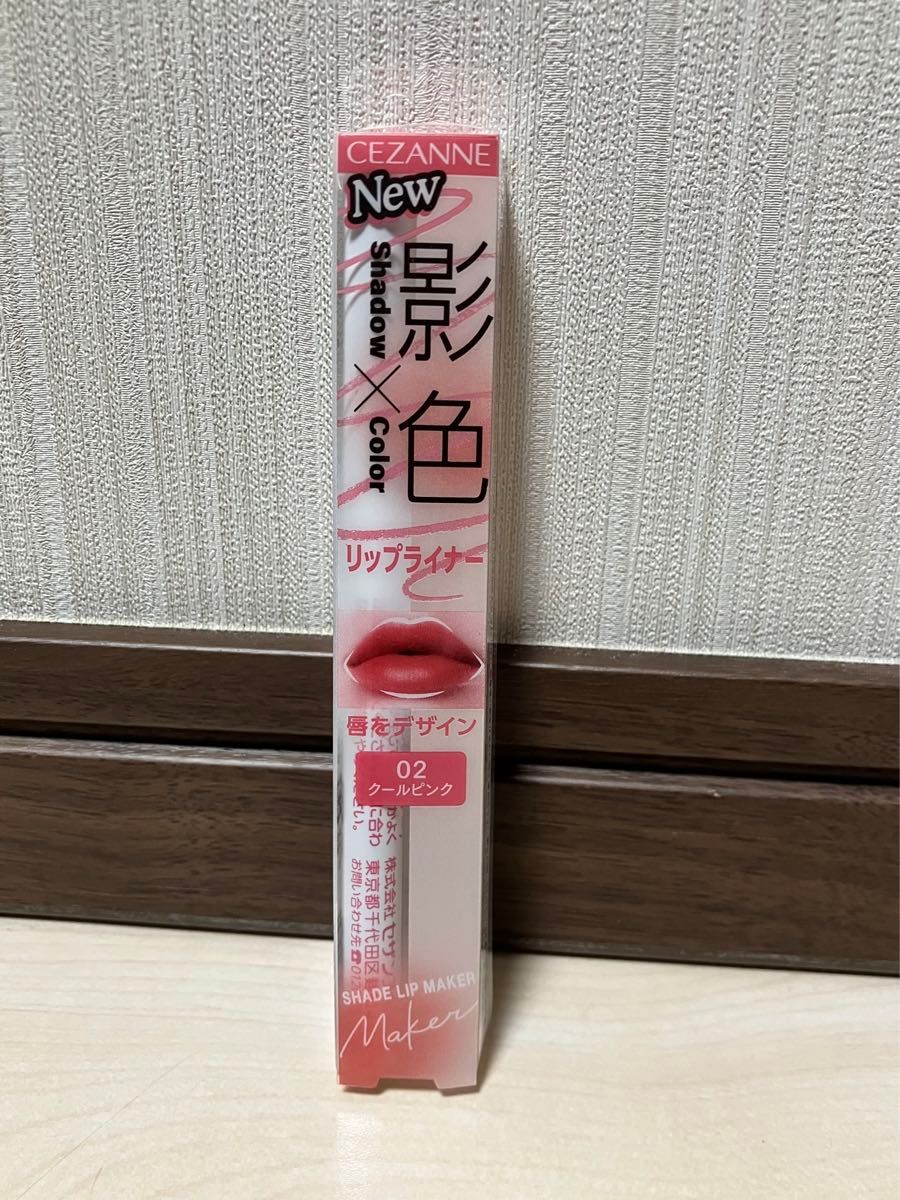 CEZANNE
New
影×色
Shadow × Color
リップライナー
唇をデザイン
02
クールピンク
株式会社セザン
東京都千代田区
お問い合わせ先☎012
SHADE LIP MAKER
Maker